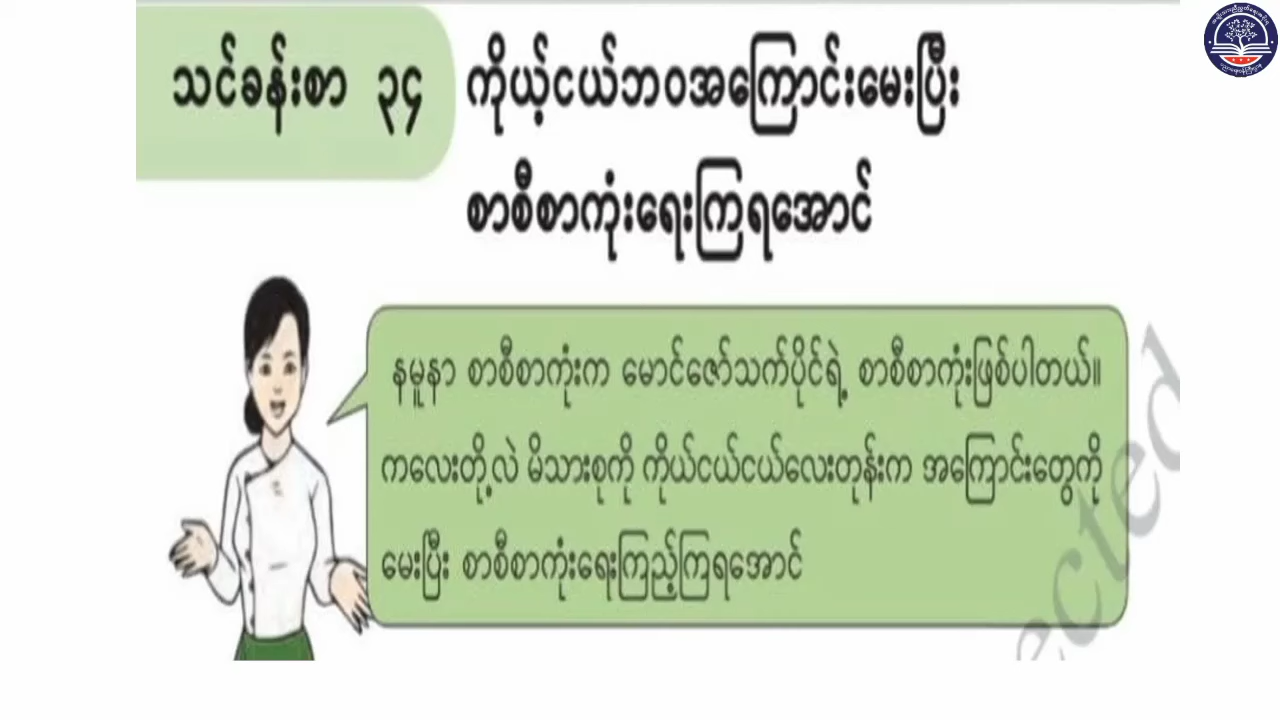 သင်ခန်းစာ ၃၄ ကိုယ့်ငယ်ဘဝအကြောင်းမေးပြီး
စာစီစာကုံးရေးကြရအောင်
နမူနာ စာစီစာကုံးက မောင်ဇော်သက်ပိုင်ရဲ့ စာစီစာကုံးဖြစ်ပါတယ်။
ကလေးတို့လဲ မိသားစုကို ကိုယ်ငယ်ငယ်လေးတုန်းက အကြောင်းတွေကို
မေးပြီး စာစီစာကုံးရေးကြည့်ကြရအောင်
ected